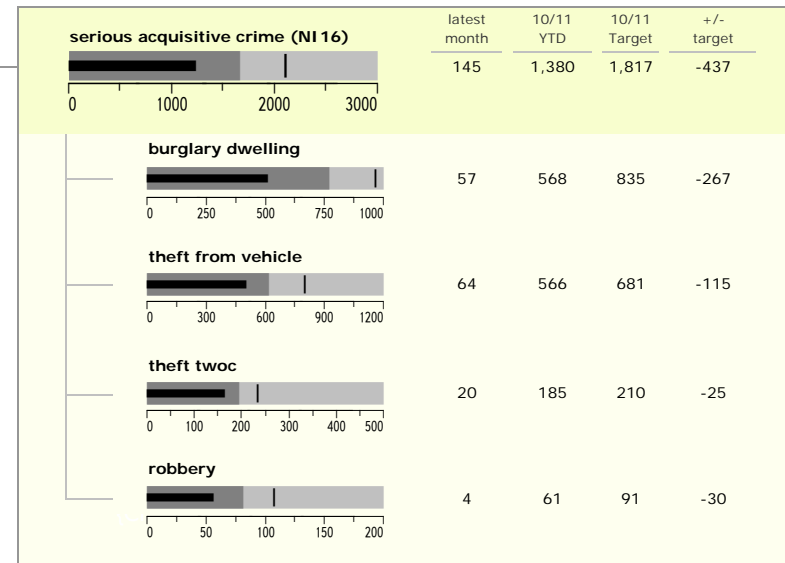 latest 10/11 10/11 +/-
serious acquisitive crime (NI 16) month YTD Target target
145 1,380 1,817 -437
0 1000 2000 3000
burglary dwelling
57 568 835 -267
0 250 500 750 1000
theft from vehicle
64 566 681 -115
0 300 600 900 1200
theft twoc
20 185 210 -25
0 100 200 300 400 500
robbery
4 61 91 -30
0 50 100 150 200